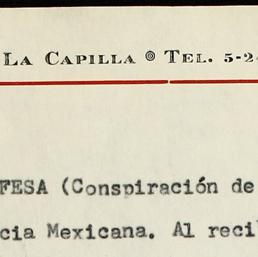 LA CAPILLA ⊚ TEL. 5-2
FESA (Conspiración de
cia Mexicana. Al reci